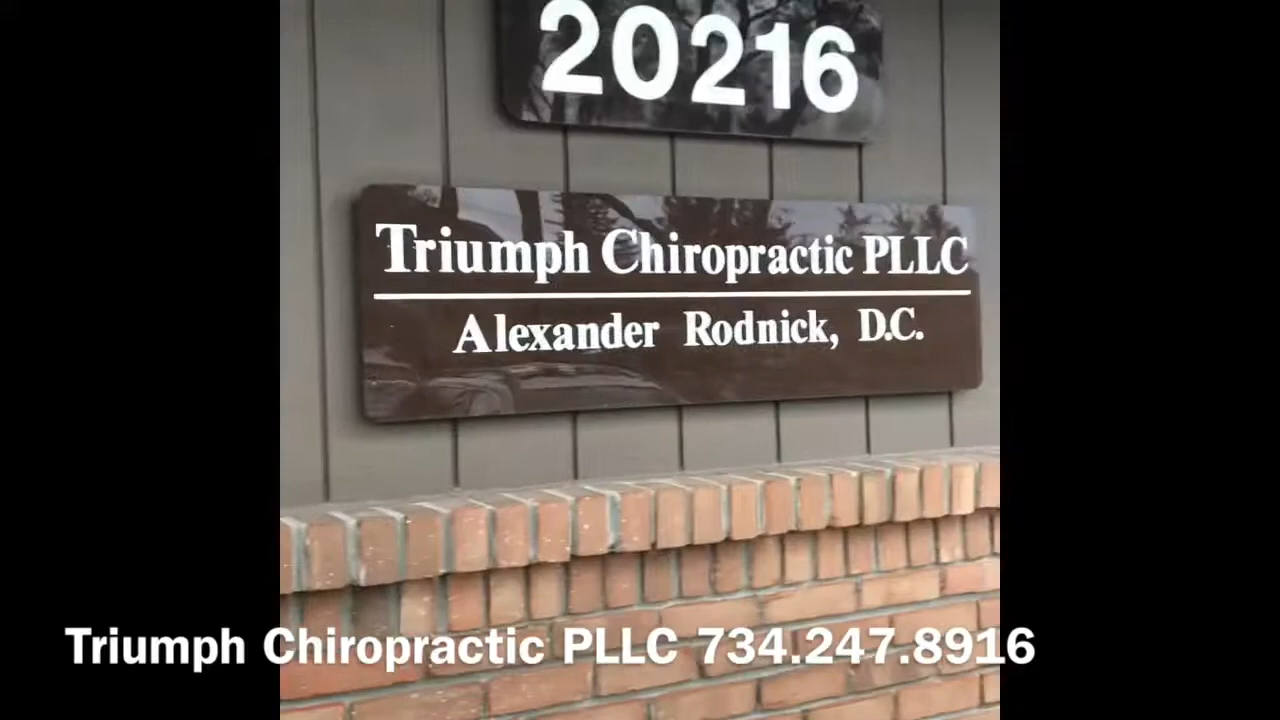 20216
Triumph Chiropractic PLLC
Alexander Rodnick, D.C.
Triumph Chiropractic PLLC 734.247.8916